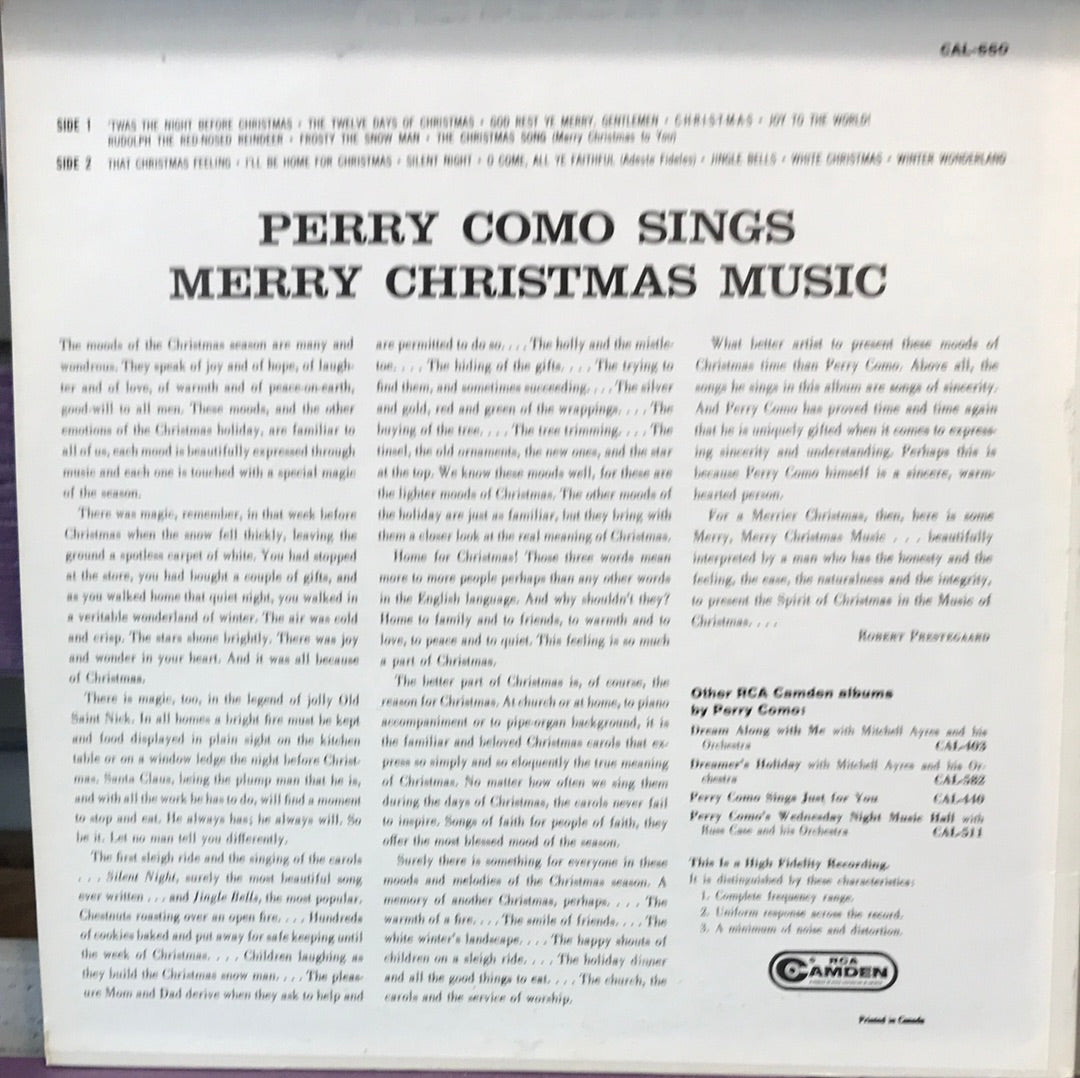 CAL-660
SIDE 1 'TWAS THE NIGHT BEFORE CHRISTMAS • THE TWELVE DAYS OF CHRISTMAS • GOD REST YE MERRY, GENTLEMEN • C-H-R-I-S-T-M-A-S • JOY TO THE WORLD!
RUDOLPH THE RED-NOSED REINDEER • FROSTY THE SNOW MAN • THE CHRISTMAS SONG (Merry Christmas to You)
SIDE 2 THAT CHRISTMAS FEELING • I'LL BE HOME FOR CHRISTMAS • SILENT NIGHT • O COME, ALL YE FAITHFUL (Adeste Fideles) • JINGLE BELLS • WHITE CHRISTMAS • WINTER WONDERLAND
PERRY COMO SINGS
MERRY CHRISTMAS MUSIC
The moods of the Christmas season are many and
wondrous. They speak of joy and of hope, of laugh-
ter and of love, of warmth and of peace-on-earth,
good-will to all men. These moods, and the other
emotions of the Christmas holiday, are familiar to
all of us, each mood is beautifully expressed through
music and each one is touched with a special magic
of the season.
There was magic, remember, in that week before
Christmas when the snow fell thickly, leaving the
ground a spotless carpet of white. You had stopped
at the store, you had bought a couple of gifts, and
as you walked home that quiet night, you walked in
a veritable wonderland of winter. The air was cold
and crisp. The stars shone brightly. There was joy
and wonder in your heart. And it was all because
of Christmas.
There is magic, too, in the legend of jolly Old
Saint Nick. In all homes a bright fire must be kept
and food displayed in plain sight on the kitchen
table or on a window ledge the night before Christ-
mas. Santa Claus, being the plump man that he is,
and with all the work he has to do, will find a moment
to stop and eat. He always has; he always will. So
be it. Let no man tell you differently.
The first sleigh ride and the singing of the carols
. . . Silent Night, surely the most beautiful song
ever written . . . and Jingle Bells, the most popular.
Chestnuts roasting over an open fire. . . . Hundreds
of cookies baked and put away for safe keeping until
the week of Christmas. . . . Children laughing as
they build the Christmas snow man. . . . The pleas-
ure Mom and Dad derive when they ask to help and
are permitted to do so. . . . The holly and the mistle-
toe. . . . The hiding of the gifts. . . . The trying to
find them, and sometimes succeeding. . . . The silver
and gold, red and green of the wrappings. . . . The
buying of the tree. . . . The tree trimming. . . . The
tinsel, the old ornaments, the new ones, and the star
at the top. We know these moods well, for these are
the lighter moods of Christmas. The other moods of
the holiday are just as familiar, but they bring with
them a closer look at the real meaning of Christmas.
Home for Christmas! Those three words mean
more to more people perhaps than any other words
in the English language. And why shouldn't they?
Home to family and to friends, to warmth and to
love, to peace and to quiet. This feeling is so much
a part of Christmas.
The better part of Christmas is, of course, the
reason for Christmas. At church or at home, to piano
accompaniment or to pipe-organ background, it is
the familiar and beloved Christmas carols that ex-
press so simply and so eloquently the true meaning
of Christmas. No matter how often we sing them
during the days of Christmas, the carols never fail
to inspire. Songs of faith for people of faith, they
offer the most blessed mood of the season.
Surely there is something for everyone in these
moods and melodies of the Christmas season. A
memory of another Christmas, perhaps. . . . The
warmth of a fire. . . . The smile of friends. . . . The
white winter's landscape. . . . The happy shouts of
children on a sleigh ride. . . . The holiday dinner
and all the good things to eat. . . . The church, the
carols and the service of worship.
What better artist to present these moods of
Christmas time than Perry Como. Above all, the
songs he sings in this album are songs of sincerity.
And Perry Como has proved time and time again
that he is uniquely gifted when it comes to express-
ing sincerity and understanding. Perhaps this is
because Perry Como himself is a sincere, warm-
hearted person.
For a Merrier Christmas, then, here is some
Merry, Merry Christmas Music . . . beautifully
interpreted by a man who has the honesty and the
feeling, the ease, the naturalness and the integrity,
to present the Spirit of Christmas in the Music of
Christmas. . . .
ROBERT PRESTEGAARD
Other RCA Camden albums
by Perry Como:
Dream Along with Me with Mitchell Ayres and his
Orchestra CAL-403
Dreamer's Holiday with Mitchell Ayres and his Or-
chestra CAL-582
Perry Como Sings Just for You CAL-440
Perry Como's Wednesday Night Music Hall with
Russ Case and his Orchestra CAL-511
This Is a High Fidelity Recording.
It is distinguished by these characteristics:
1. Complete frequency range.
2. Uniform response across the record.
3. A minimum of noise and distortion.
RCA
CAMDEN
Printed in Canada